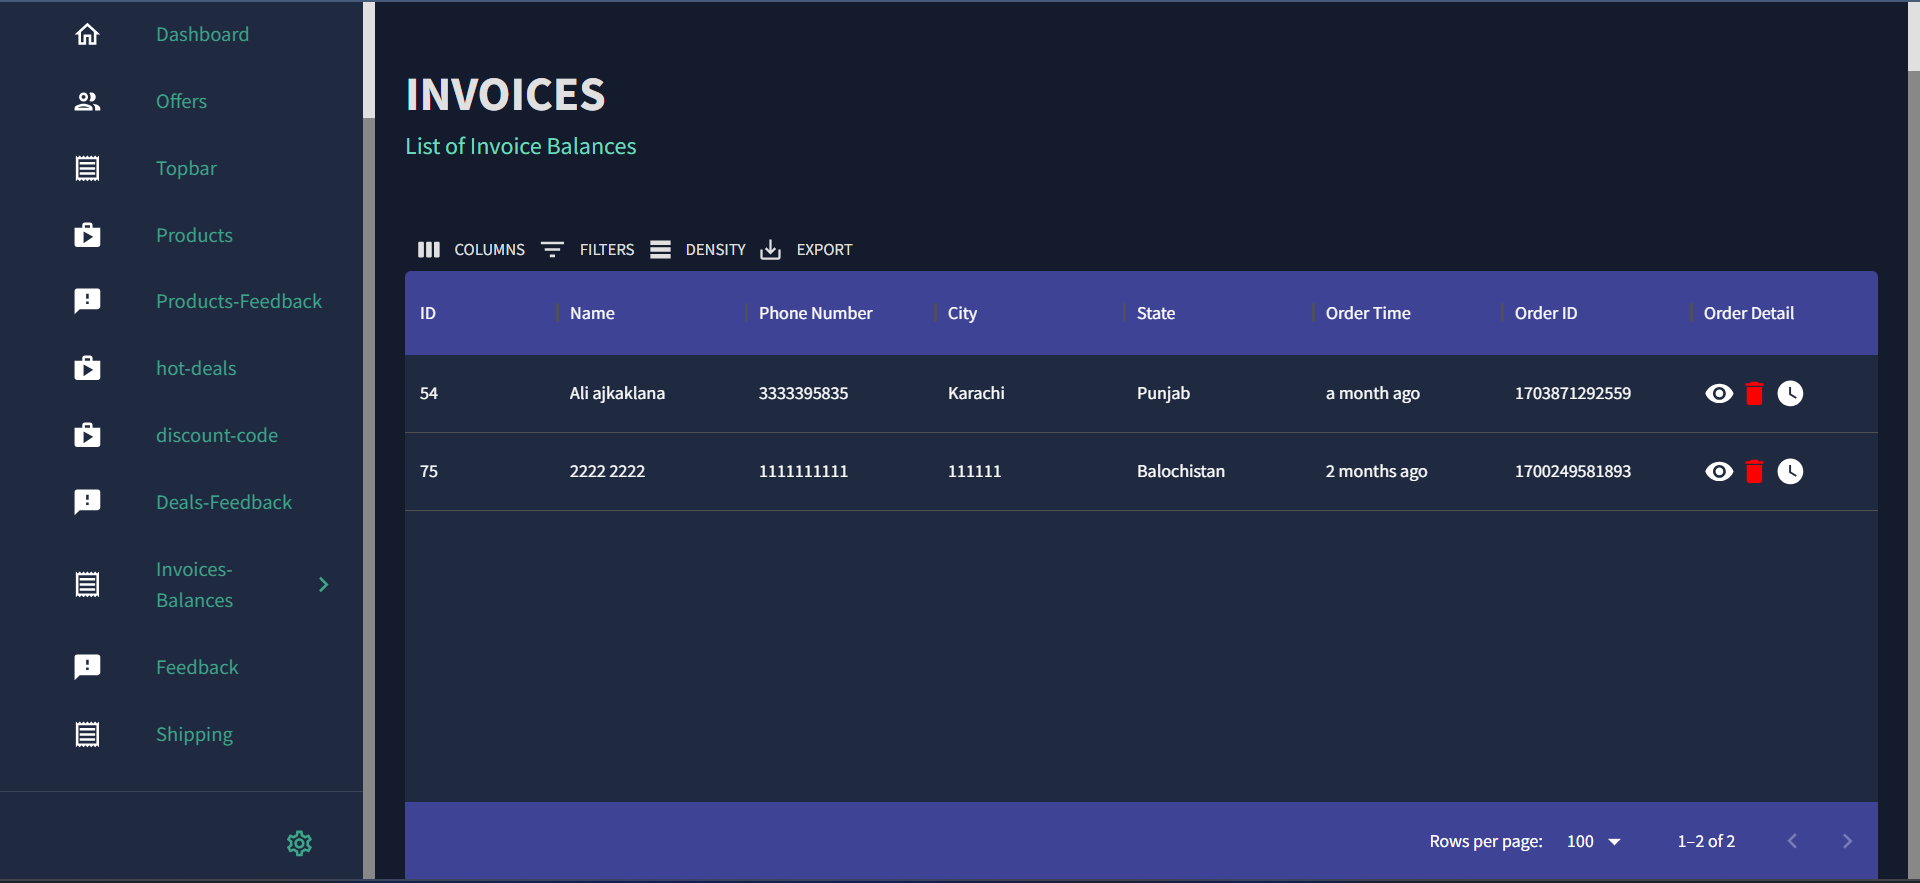 Dashboard
Offers
Topbar
Products
Products-Feedback
hot-deals
discount-code
Deals-Feedback
Invoices-
Balances
Feedback
Shipping
INVOICES
List of Invoice Balances
COLUMNS FILTERS DENSITY EXPORT
ID Name Phone Number City State Order Time Order ID Order Detail
54 Ali ajkaklana 3333395835 Karachi Punjab a month ago 1703871292559
75 2222 2222 1111111111 111111 Balochistan 2 months ago 1700249581893
Rows per page: 100 1–2 of 2